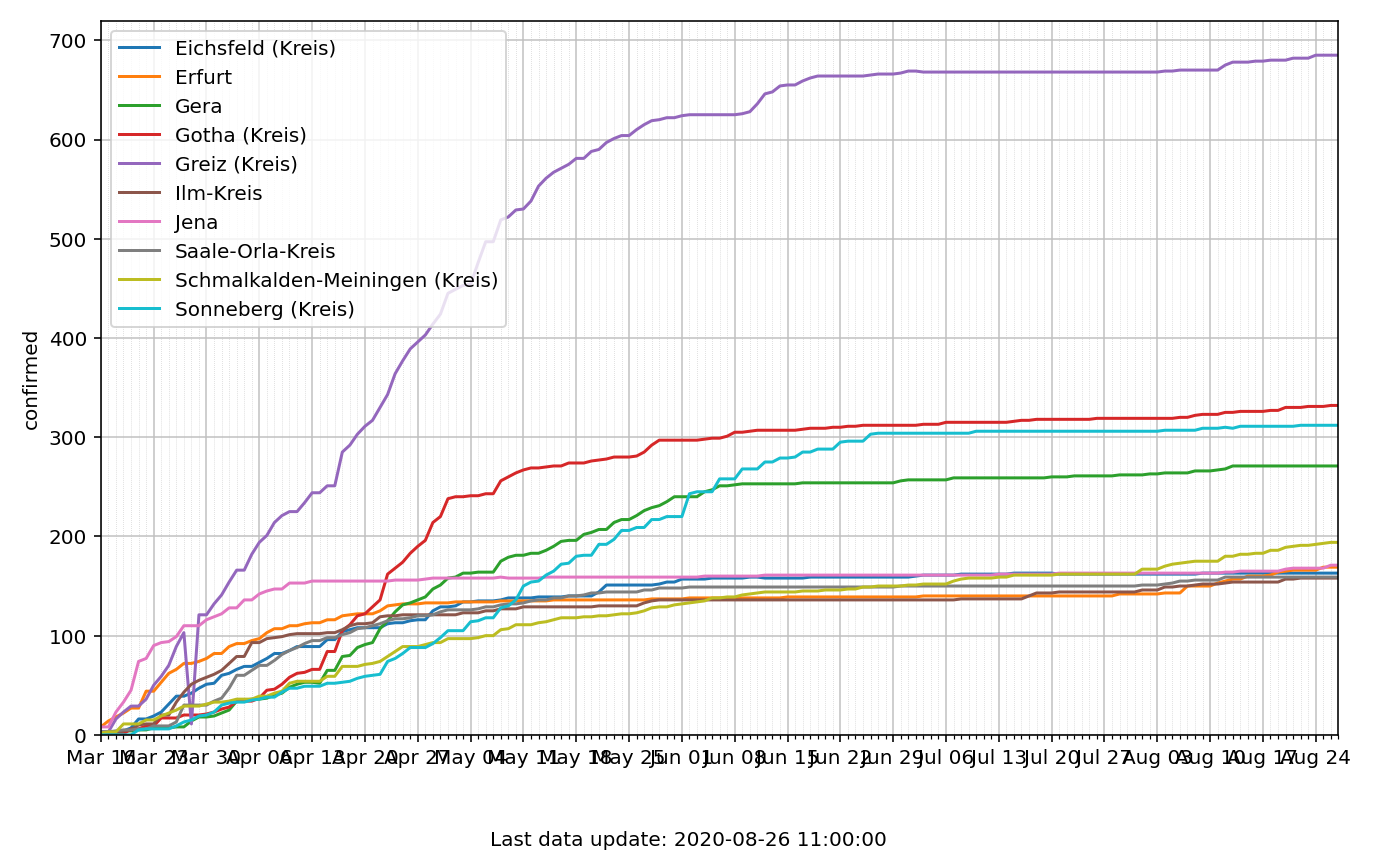 700
600
500
400
300
200
100
0
confirmed
Eichsfeld (Kreis)
Erfurt
Gera
Gotha (Kreis)
Greiz (Kreis)
Ilm-Kreis
Jena
Saale-Orla-Kreis
Schmalkalden-Meiningen (Kreis)
Sonneberg (Kreis)
Mar 16 Mar 23 Mar 30 Apr 06 Apr 13 Apr 20 Apr 27 May 04 May 11 May 18 May 25 Jun 01 Jun 08 Jun 15 Jun 22 Jun 29 Jul 06 Jul 13 Jul 20 Jul 27 Aug 03 Aug 10 Aug 17 Aug 24
Last data update: 2020-08-26 11:00:00